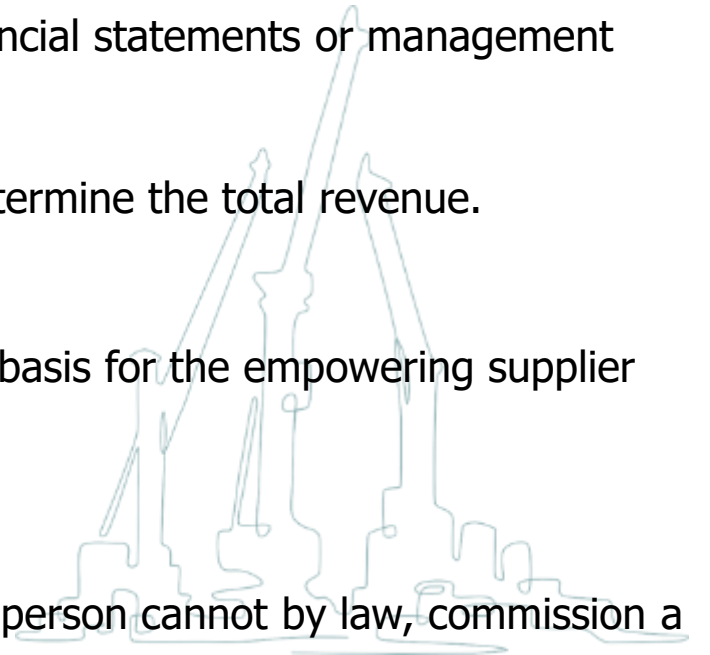 ncial statements or management
termine the total revenue.
basis for the empowering supplier
person cannot by law, commission a